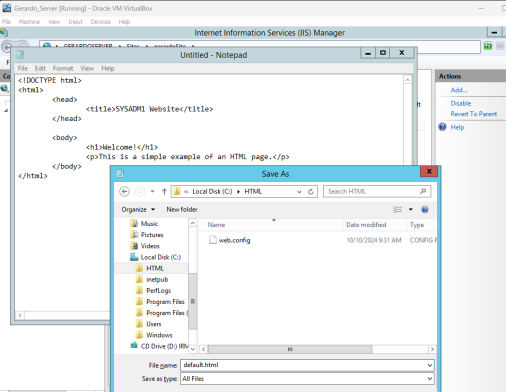 Gerardo_Server [Running] - Oracle VM VirtualBox
File Machine View Input Devices Help
Internet Information Services (IIS) Manager
GERARDOSERVER Sites gerardoSite
Untitled - Notepad
File Edit Format View Help
<!DOCTYPE html>
<html>
<head>
<title>SYSADM1 Website</title>
</head>
<body>
<h1>Welcome!</h1>
<p>This is a simple example of an HTML page.</p>
</body>
</html>
Actions
Add...
Disable
Revert To Parent
Help
Save As
« Local Disk (C:) HTML
Search HTML
Organize New folder
Music
Pictures
Videos
Local Disk (C:)
HTML
inetpub
PerfLogs
Program Files
Program Files (
Users
Windows
CD Drive (D:) IRM
Name Date modified Type
web.config 10/10/2024 9:31 AM CONFIG F
File name: default.html
Save as type: All Files